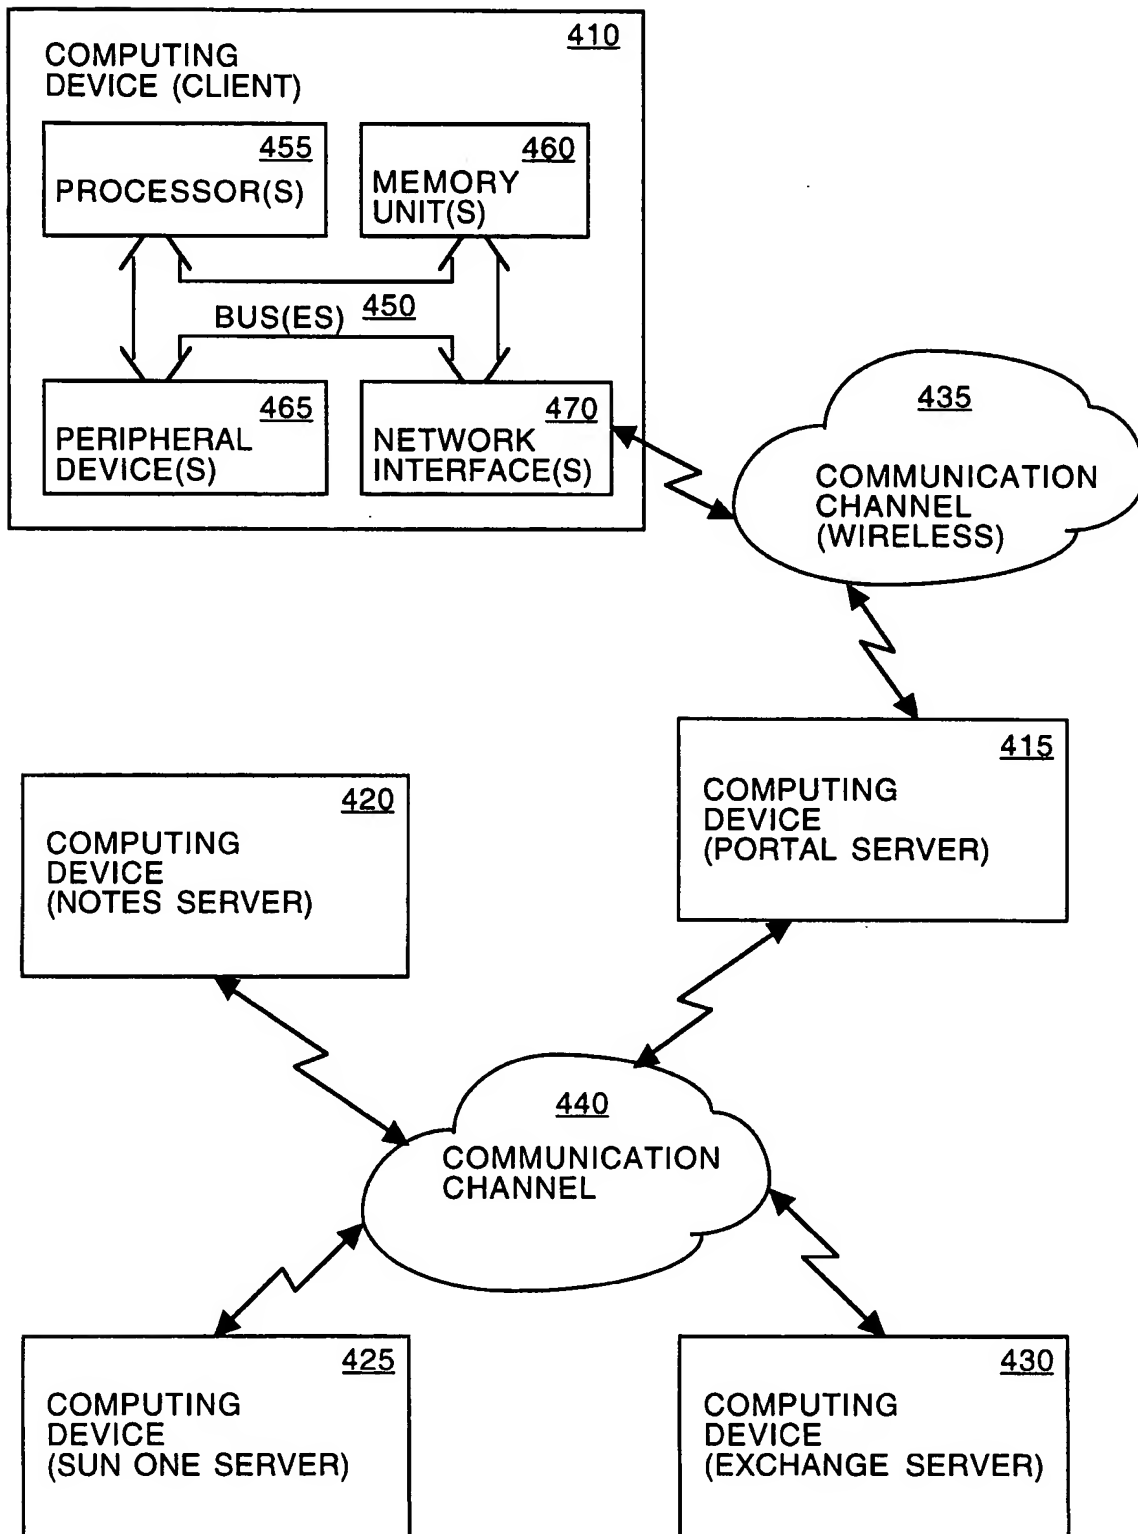 410
COMPUTING
DEVICE (CLIENT)
455
PROCESSOR(S)
460
MEMORY
UNIT(S)
BUS(ES) 450
465
PERIPHERAL
DEVICE(S)
470
NETWORK
INTERFACE(S)
435
COMMUNICATION
CHANNEL
(WIRELESS)
415
COMPUTING
DEVICE
(PORTAL SERVER)
420
COMPUTING
DEVICE
(NOTES SERVER)
440
COMMUNICATION
CHANNEL
425
COMPUTING
DEVICE
(SUN ONE SERVER)
430
COMPUTING
DEVICE
(EXCHANGE SERVER)